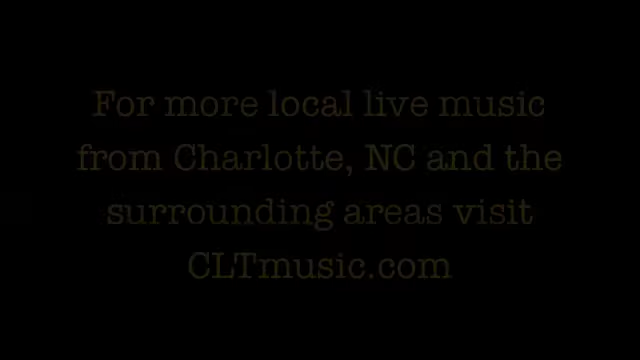 For more local live music
from Charlotte, NC and the
surrounding areas visit
CLTmusic.com